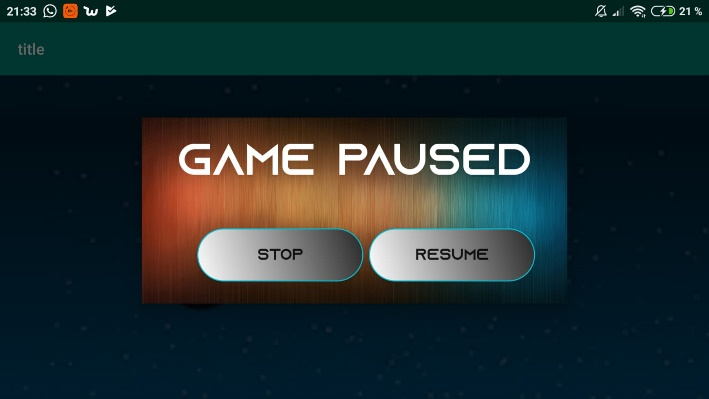 21:33 21 %
title
GAME PAUSED
STOP RESUME